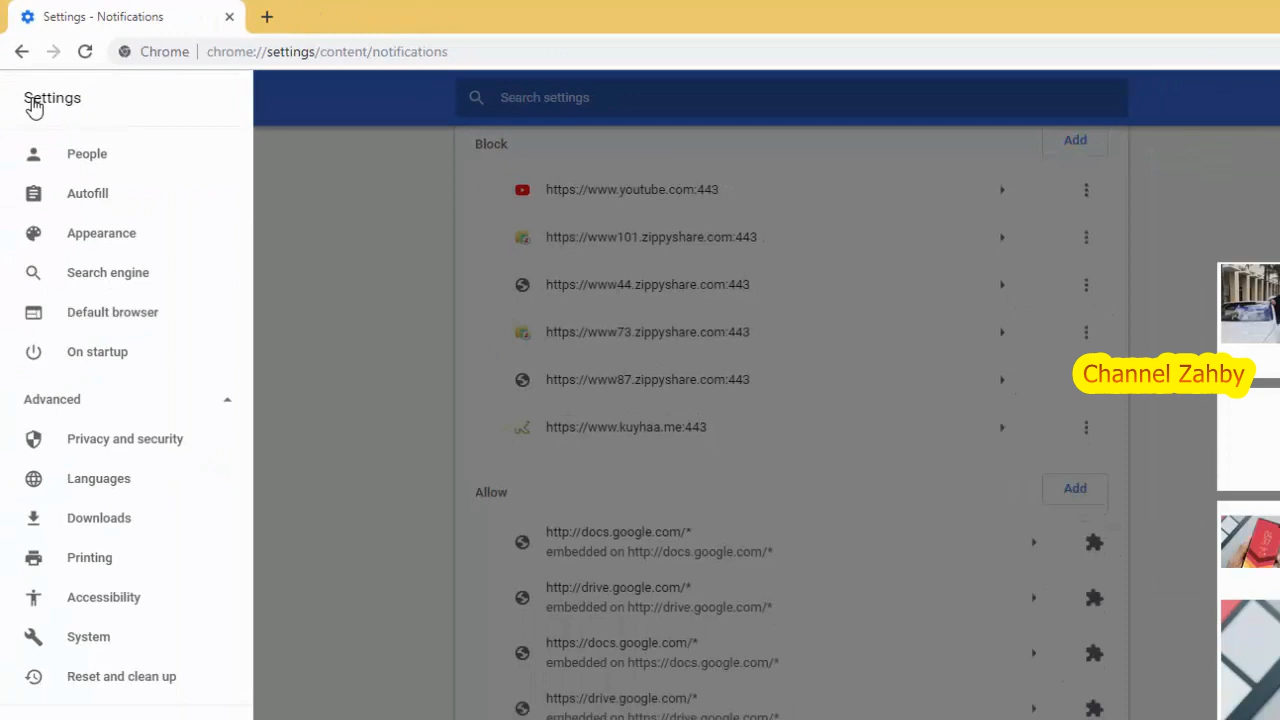 Settings - Notifications
Chrome
chrome://settings/content/notifications
Settings
Search settings
People
Autofill
Appearance
Search engine
Default browser
On startup
Advanced
Privacy and security
Languages
Downloads
Printing
Accessibility
System
Reset and clean up
Block
Add
https://www.youtube.com:443
https://www101.zippyshare.com:443
https://www44.zippyshare.com:443
https://www73.zippyshare.com:443
https://www87.zippyshare.com:443
https://www.kuyhaa.me:443
Allow
Add
http://docs.google.com/*
embedded on http://docs.google.com/*
http://drive.google.com/*
embedded on http://drive.google.com/*
https://docs.google.com/*
embedded on https://docs.google.com/*
https://drive.google.com/*
embedded on https://drive.google.com/*
Channel Zahby